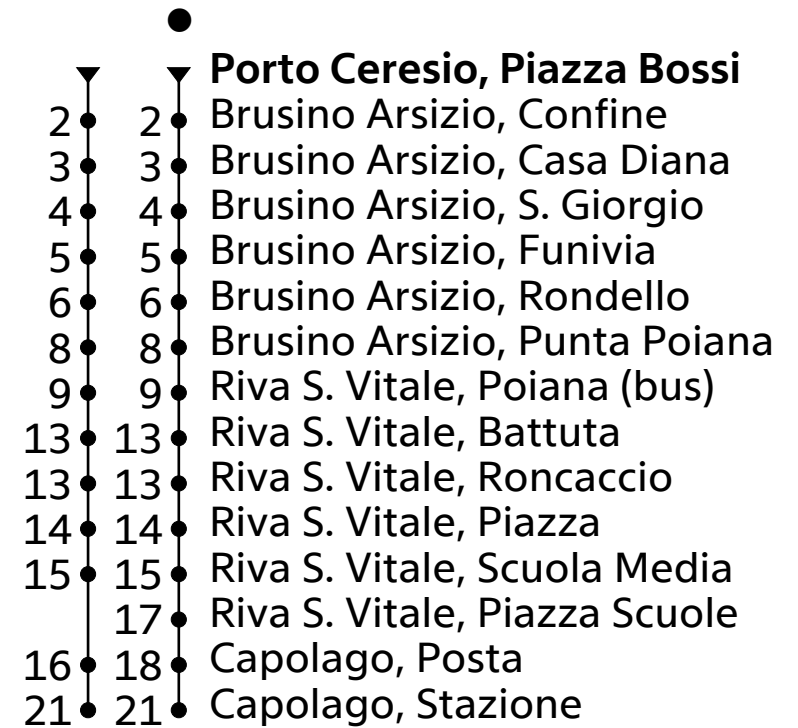 Porto Ceresio, Piazza Bossi
2 2 Brusino Arsizio, Confine
3 3 Brusino Arsizio, Casa Diana
4 4 Brusino Arsizio, S. Giorgio
5 5 Brusino Arsizio, Funivia
6 6 Brusino Arsizio, Rondello
8 8 Brusino Arsizio, Punta Poiana
9 9 Riva S. Vitale, Poiana (bus)
13 13 Riva S. Vitale, Battuta
13 13 Riva S. Vitale, Roncaccio
14 14 Riva S. Vitale, Piazza
15 15 Riva S. Vitale, Scuola Media
17 Riva S. Vitale, Piazza Scuole
16 18 Capolago, Posta
21 21 Capolago, Stazione